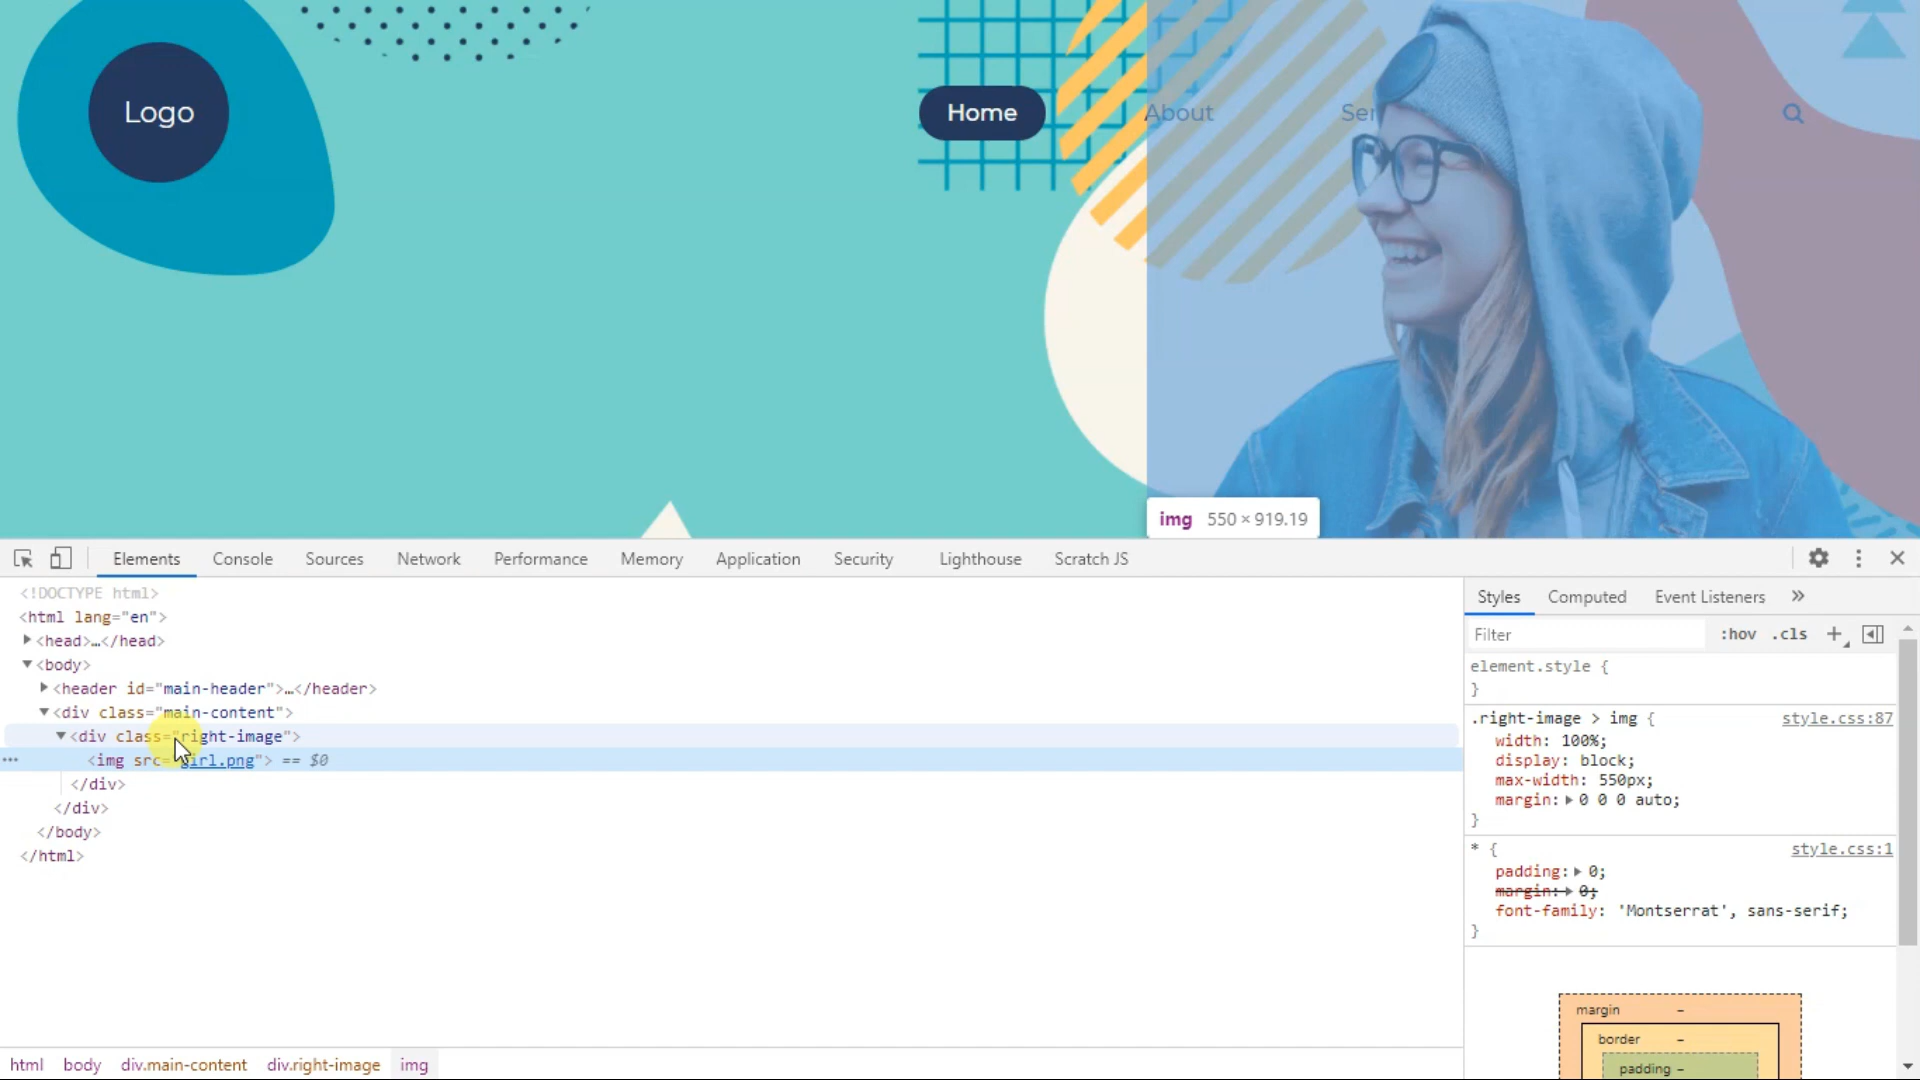 Logo
Home
About
Ser
img 550 × 919.19
Elements Console Sources Network Performance Memory Application Security Lighthouse Scratch JS
<!DOCTYPE html>
<html lang="en">
<head>…</head>
<body>
<header id="main-header">…</header>
<div class="main-content">
<div class="right-image">
<img src="girl.png"> == $0
</div>
</div>
</body>
</html>
html body div.main-content div.right-image img
Styles Computed Event Listeners »
Filter :hov .cls +
element.style {
}
.right-image > img { style.css:87
width: 100%;
display: block;
max-width: 550px;
margin: 0 0 0 auto;
}
* { style.css:1
padding: 0;
margin: 0;
font-family: 'Montserrat', sans-serif;
}
margin –
border –
padding –